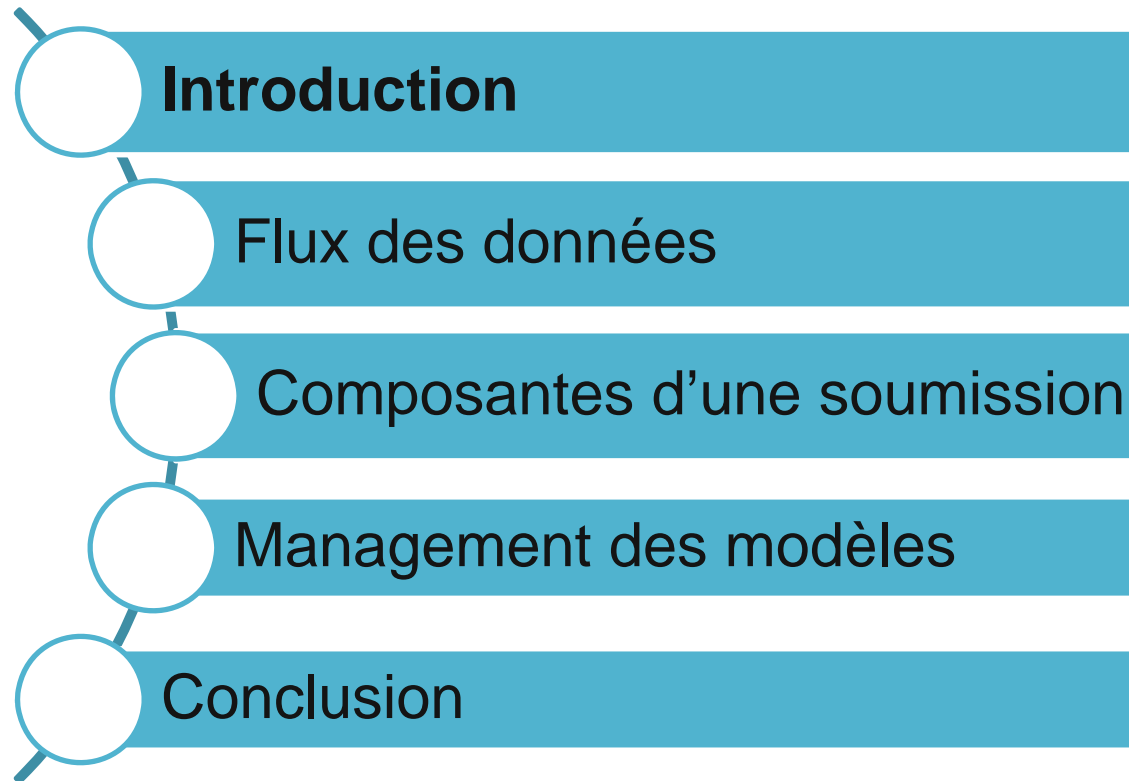 Introduction
Flux des données
Composantes d’une soumission
Management des modèles
Conclusion